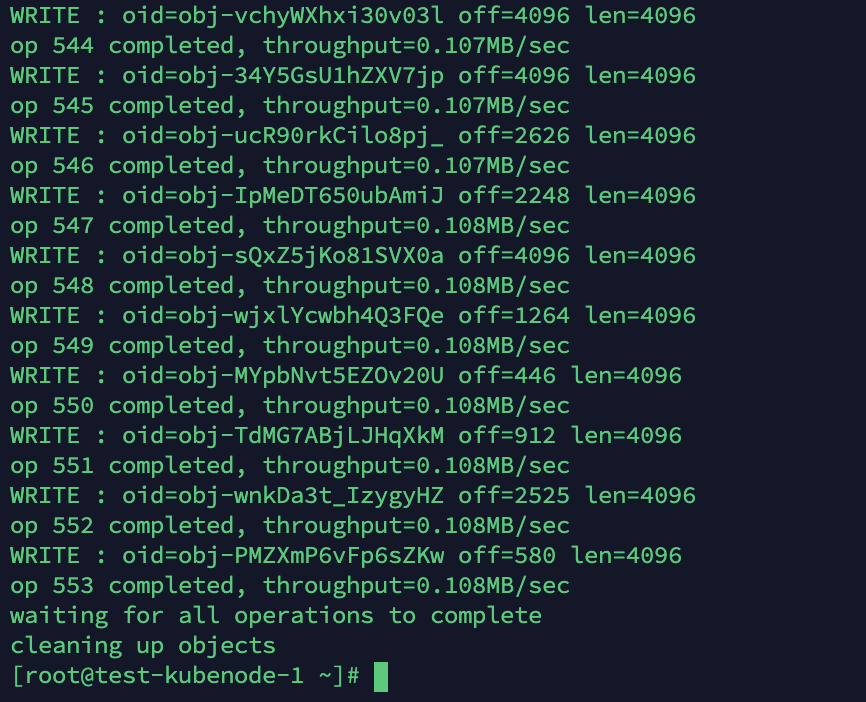 WRITE : oid=obj-vchyWXhxi30v03l off=4096 len=4096
op 544 completed, throughput=0.107MB/sec
WRITE : oid=obj-34Y5GsU1hZXV7jp off=4096 len=4096
op 545 completed, throughput=0.107MB/sec
WRITE : oid=obj-ucR90rkCilo8pj_ off=2626 len=4096
op 546 completed, throughput=0.107MB/sec
WRITE : oid=obj-IpMeDT650ubAmiJ off=2248 len=4096
op 547 completed, throughput=0.108MB/sec
WRITE : oid=obj-sQxZ5jKo81SVX0a off=4096 len=4096
op 548 completed, throughput=0.108MB/sec
WRITE : oid=obj-wjxlYcwbh4Q3FQe off=1264 len=4096
op 549 completed, throughput=0.108MB/sec
WRITE : oid=obj-MYpbNvt5EZOv20U off=446 len=4096
op 550 completed, throughput=0.108MB/sec
WRITE : oid=obj-TdMG7ABjLJHqXkM off=912 len=4096
op 551 completed, throughput=0.108MB/sec
WRITE : oid=obj-wnkDa3t_IzygyHZ off=2525 len=4096
op 552 completed, throughput=0.108MB/sec
WRITE : oid=obj-PMZXmP6vFp6sZKw off=580 len=4096
op 553 completed, throughput=0.108MB/sec
waiting for all operations to complete
cleaning up objects
[root@test-kubenode-1 ~]#